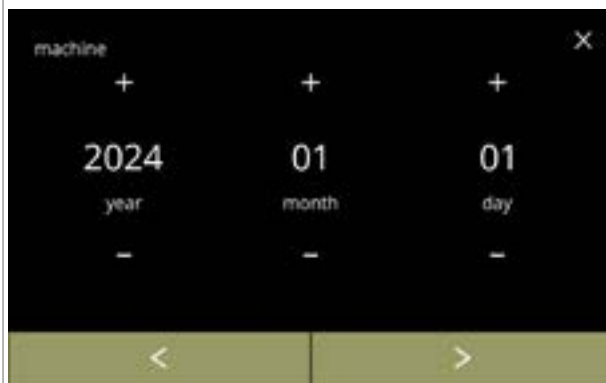 machine ×
+ + +
2024 01 01
year month day
− − −
< >